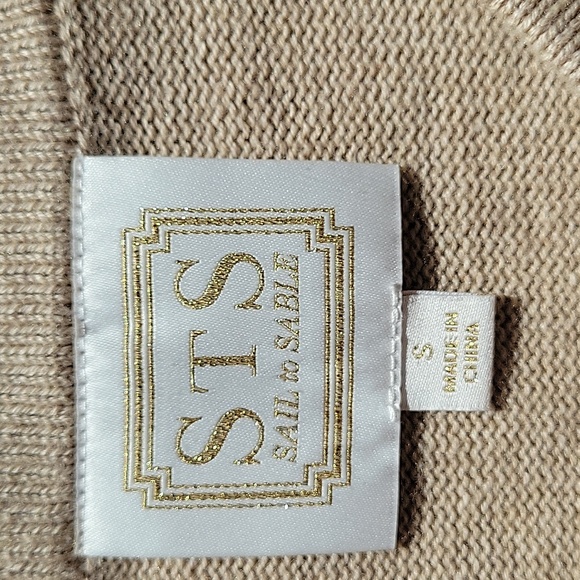 STS
SAIL to SABLE
S
MADE IN
CHINA